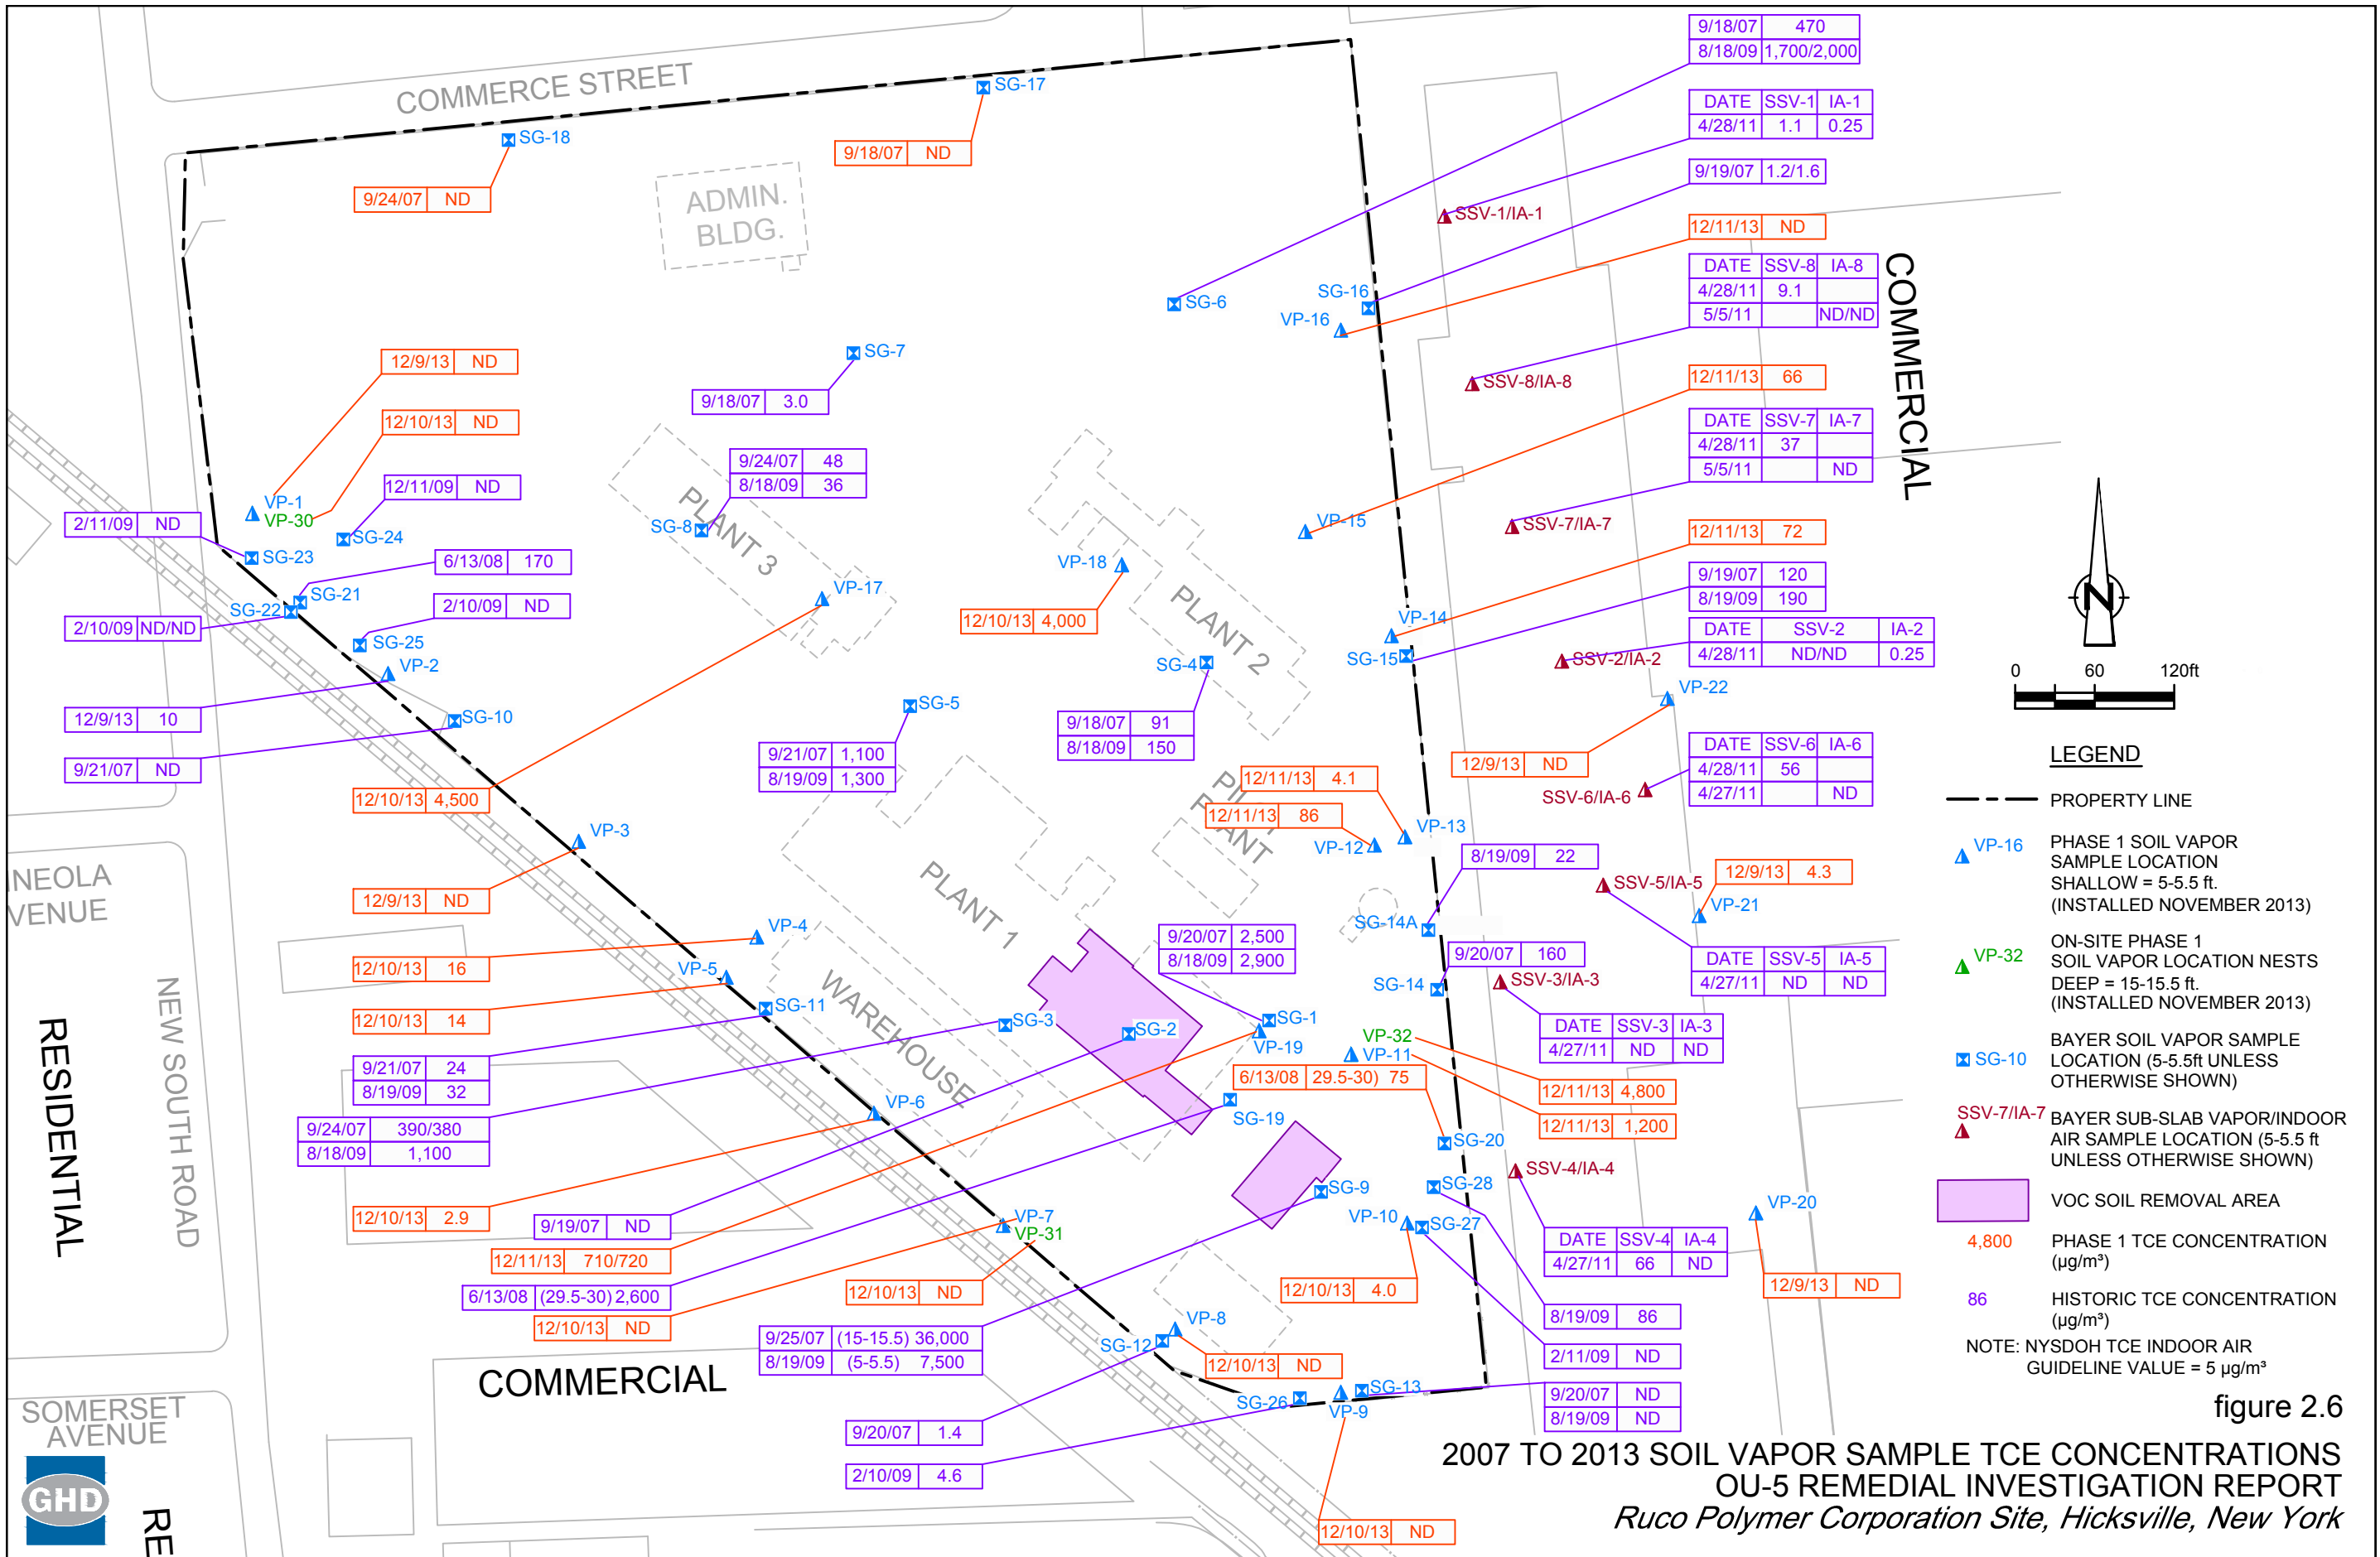 COMMERCE STREET
SG-17
SG-18
9/18/07 ND
9/24/07 ND
ADMIN.
BLDG.
9/18/07 470
8/18/09 1,700/2,000
DATE SSV-1 IA-1
4/28/11 1.1 0.25
9/19/07 1.2/1.6
SSV-1/IA-1
12/11/13 ND
DATE SSV-8 IA-8
4/28/11 9.1
5/5/11 ND/ND
COMMERCIAL
SG-6
SG-16
VP-16
SG-7
9/18/07 3.0
12/9/13 ND
12/10/13 ND
12/11/09 ND
SSV-8/IA-8
12/11/13 66
DATE SSV-7 IA-7
4/28/11 37
5/5/11 ND
9/24/07 48
8/18/09 36
VP-1
VP-30
2/11/09 ND
SG-24
SG-23
SG-8
PLANT 3
VP-15
SSV-7/IA-7
12/11/13 72
N
6/13/08 170
SG-21
SG-22
2/10/09 ND
2/10/09 ND/ND
SG-25
VP-2
VP-17
VP-18
12/10/13 4,000
PLANT 2
VP-14
SG-15
9/19/07 120
8/19/09 190
DATE SSV-2 IA-2
4/28/11 ND/ND 0.25
SSV-2/IA-2
SG-4
VP-22
0 60 120ft
12/9/13 10
SG-10
9/21/07 ND
SG-5
9/21/07 1,100
8/19/09 1,300
9/18/07 91
8/18/09 150
12/9/13 ND
DATE SSV-6 IA-6
4/28/11 56
4/27/11 ND
SSV-6/IA-6
12/10/13 4,500
12/11/13 4.1
12/11/13 86
VP-3
VP-13
VP-12
PLANT
8/19/09 22
12/9/13 4.3
SSV-5/IA-5
VP-21
PLANT 1
12/9/13 ND
VP-4
SG-14A
9/20/07 2,500
8/18/09 2,900
9/20/07 160
DATE SSV-5 IA-5
4/27/11 ND ND
12/10/13 16
VP-5
SG-14
SSV-3/IA-3
WAREHOUSE
12/10/13 14
SG-11
SG-3
SG-2
SG-1
VP-19
VP-32
VP-11
DATE SSV-3 IA-3
4/27/11 ND ND
9/21/07 24
8/19/09 32
6/13/08 29.5-30) 75
12/11/13 4,800
12/11/13 1,200
VP-6
SG-19
SG-20
9/24/07 390/380
8/18/09 1,100
SSV-4/IA-4
SG-9
SG-28
12/10/13 2.9
9/19/07 ND
VP-7
VP-31
VP-10
SG-27
VP-20
DATE SSV-4 IA-4
4/27/11 66 ND
12/11/13 710/720
6/13/08 (29.5-30) 2,600
12/10/13 ND
12/10/13 ND
12/10/13 4.0
12/9/13 ND
9/25/07 (15-15.5) 36,000
8/19/09 (5-5.5) 7,500
VP-8
SG-12
8/19/09 86
12/10/13 ND
2/11/09 ND
SG-13
SG-26
VP-9
9/20/07 ND
8/19/09 ND
9/20/07 1.4
2/10/09 4.6
12/10/13 ND
COMMERCIAL
NEOLA
VENUE
RESIDENTIAL
NEW SOUTH ROAD
SOMERSET
AVENUE
GHD
RE
LEGEND
PROPERTY LINE
VP-16 PHASE 1 SOIL VAPOR
SAMPLE LOCATION
SHALLOW = 5-5.5 ft.
(INSTALLED NOVEMBER 2013)
VP-32 ON-SITE PHASE 1
SOIL VAPOR LOCATION NESTS
DEEP = 15-15.5 ft.
(INSTALLED NOVEMBER 2013)
SG-10 BAYER SOIL VAPOR SAMPLE
LOCATION (5-5.5ft UNLESS
OTHERWISE SHOWN)
SSV-7/IA-7 BAYER SUB-SLAB VAPOR/INDOOR
AIR SAMPLE LOCATION (5-5.5 ft
UNLESS OTHERWISE SHOWN)
VOC SOIL REMOVAL AREA
4,800 PHASE 1 TCE CONCENTRATION
(µg/m³)
86 HISTORIC TCE CONCENTRATION
(µg/m³)
NOTE: NYSDOH TCE INDOOR AIR
GUIDELINE VALUE = 5 µg/m³
figure 2.6
2007 TO 2013 SOIL VAPOR SAMPLE TCE CONCENTRATIONS
OU-5 REMEDIAL INVESTIGATION REPORT
Ruco Polymer Corporation Site, Hicksville, New York